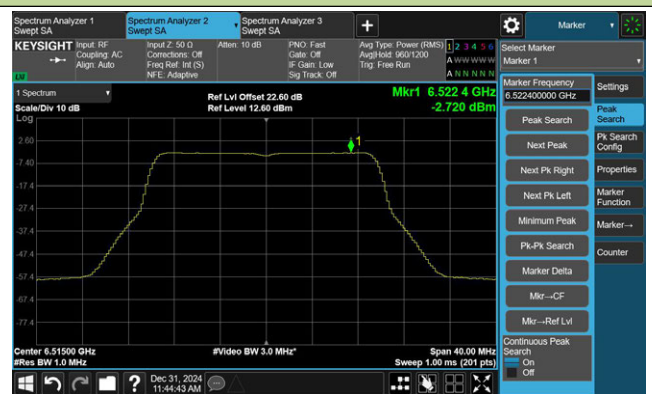 Spectrum Analyzer 1
Swept SA
Spectrum Analyzer 2
Swept SA
Spectrum Analyzer 3
Swept SA
+
Marker
KEYSIGHT
Input: RF
Coupling: AC
Align: Auto
Input Z: 50 Ω
Corrections: Off
Freq Ref: Int (S)
NFE: Adaptive
Atten: 10 dB
PNO: Fast
Gate: Off
IF Gain: Low
Sig Track: Off
Avg Type: Power (RMS)
Avg|Hold: 960/1200
Trig: Free Run
1 2 3 4 5 6
A W W W W W
A N N N N N
LVI
Select Marker
Marker 1
1 Spectrum
Scale/Div 10 dB
Log
Ref Lvl Offset 22.60 dB
Ref Level 12.60 dBm
Mkr1 6.522 4 GHz
-2.720 dBm
1
2.60
-7.40
-17.4
-27.4
-37.4
-47.4
-57.4
-67.4
-77.4
Center 6.51500 GHz
#Res BW 1.0 MHz
#Video BW 3.0 MHz*
Span 40.00 MHz
Sweep 1.00 ms (201 pts)
Marker Frequency
6.522400000 GHz
Peak Search
Next Peak
Next Pk Right
Next Pk Left
Minimum Peak
Pk-Pk Search
Marker Delta
Mkr→CF
Mkr→Ref Lvl
Continuous Peak
Search
On
Off
Settings
Peak
Search
Pk Search
Config
Properties
Marker
Function
Marker→
Counter
?
Dec 31, 2024
11:44:43 AM